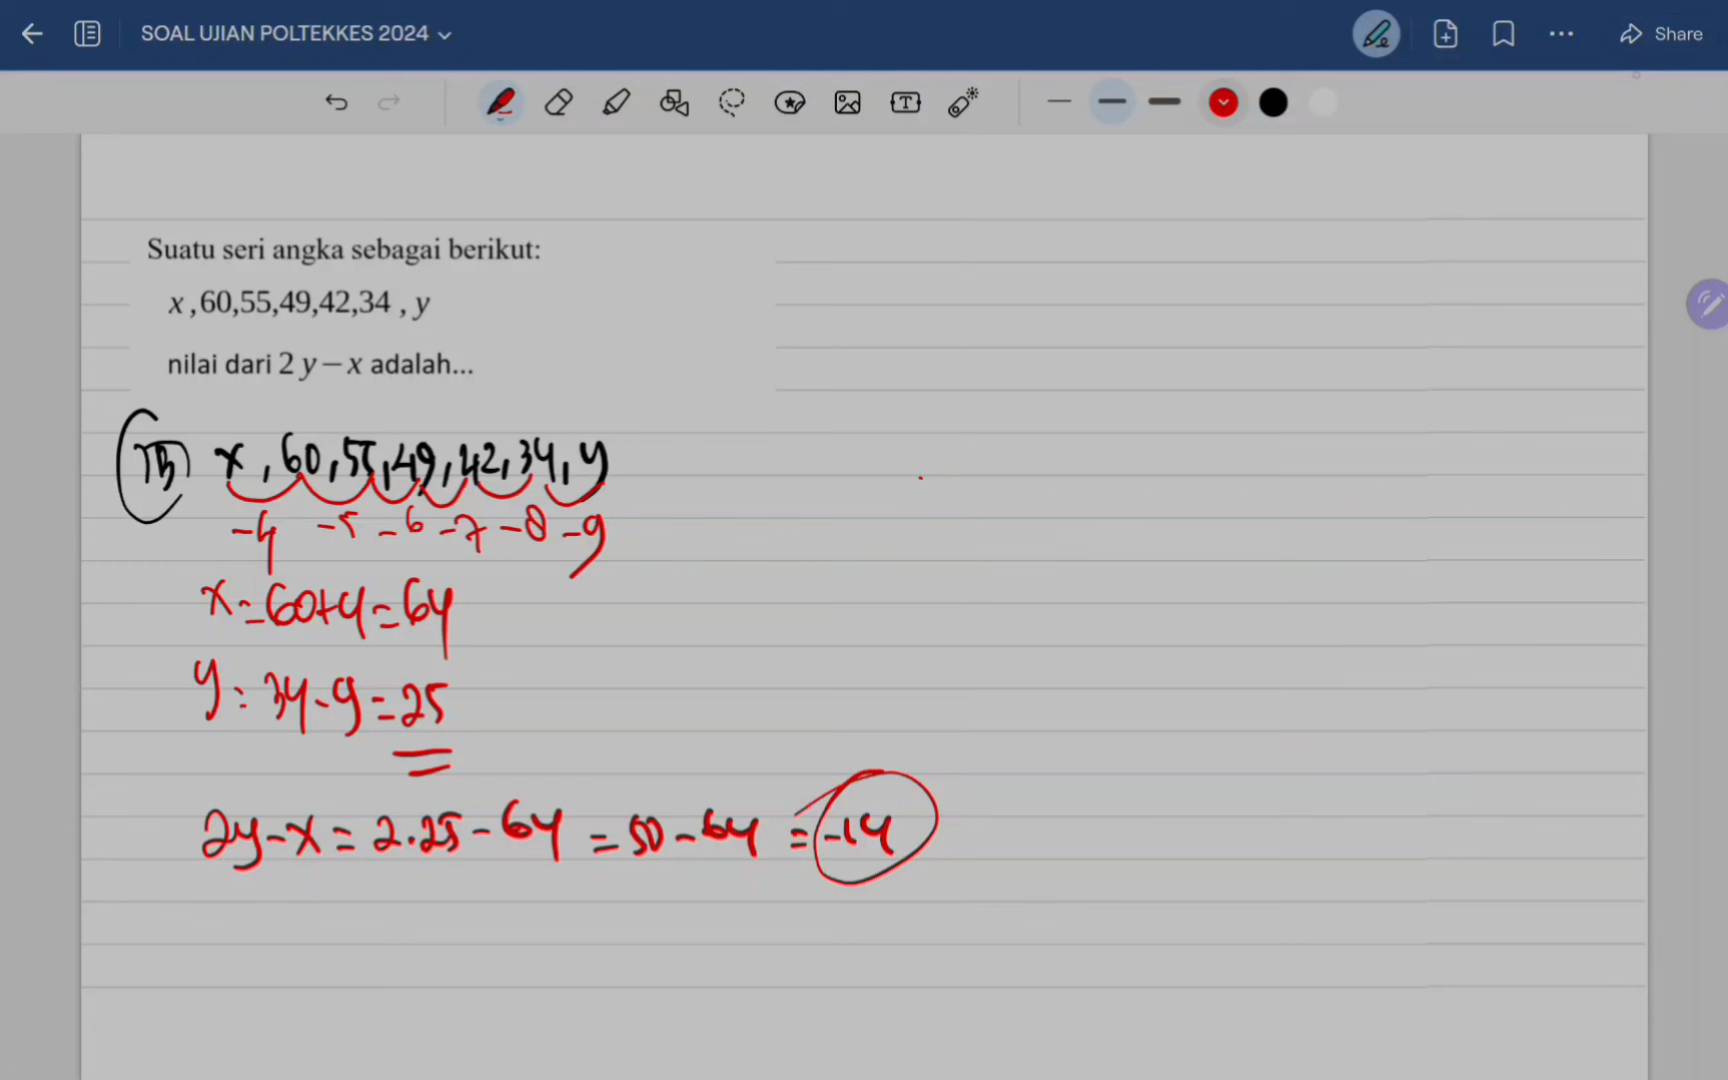 SOAL UJIAN POLTEKKES 2024
Share
Suatu seri angka sebagai berikut:
x ,60,55,49,42,34 , y
nilai dari 2 y − x adalah...
x , 60 , 55 , 49 , 42 , 34 , y
-4 -5 -6 -7 -8 -9
x = 60+4 = 64
y = 34 - 9 = 25
2y - x = 2.25 - 64 = 50 - 64 = -14